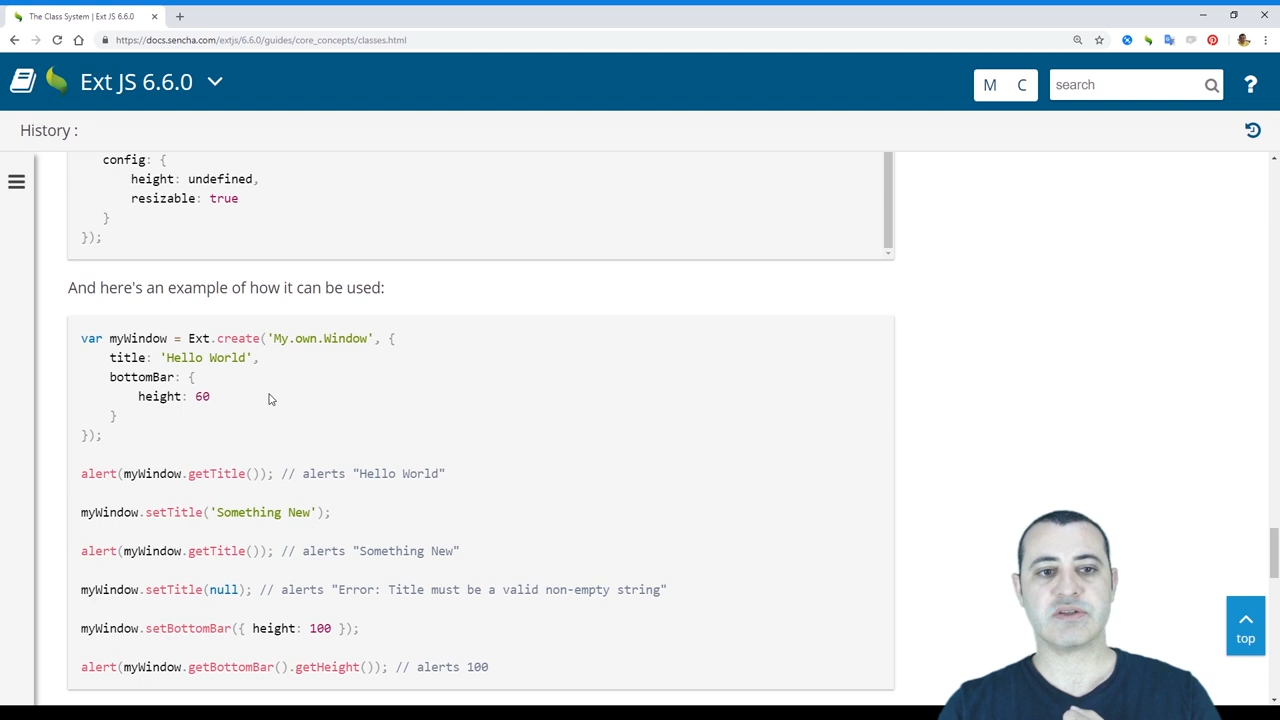 The Class System | Ext JS 6.6.0
https://docs.sencha.com/extjs/6.6.0/guides/core_concepts/classes.html
Ext JS 6.6.0
M C
search
?
History :
config: {
height: undefined,
resizable: true
}
});
And here's an example of how it can be used:
var myWindow = Ext.create('My.own.Window', {
title: 'Hello World',
bottomBar: {
height: 60
}
});
alert(myWindow.getTitle()); // alerts "Hello World"
myWindow.setTitle('Something New');
alert(myWindow.getTitle()); // alerts "Something New"
myWindow.setTitle(null); // alerts "Error: Title must be a valid non-empty string"
myWindow.setBottomBar({ height: 100 });
alert(myWindow.getBottomBar().getHeight()); // alerts 100
top